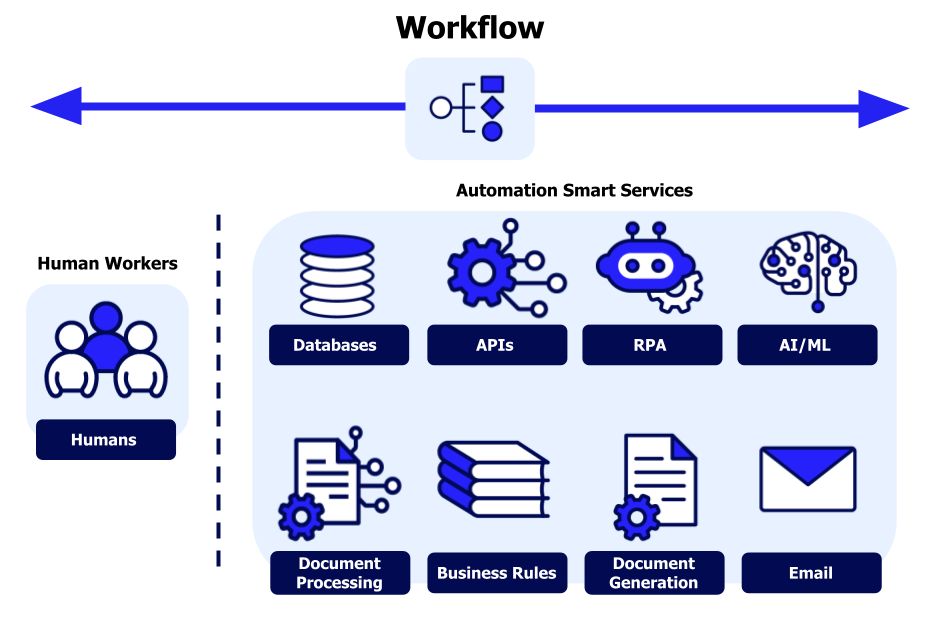 Workflow
Automation Smart Services
Human Workers
Humans
Databases
APIs
RPA
AI/ML
Document
Processing
Business Rules
Document
Generation
Email